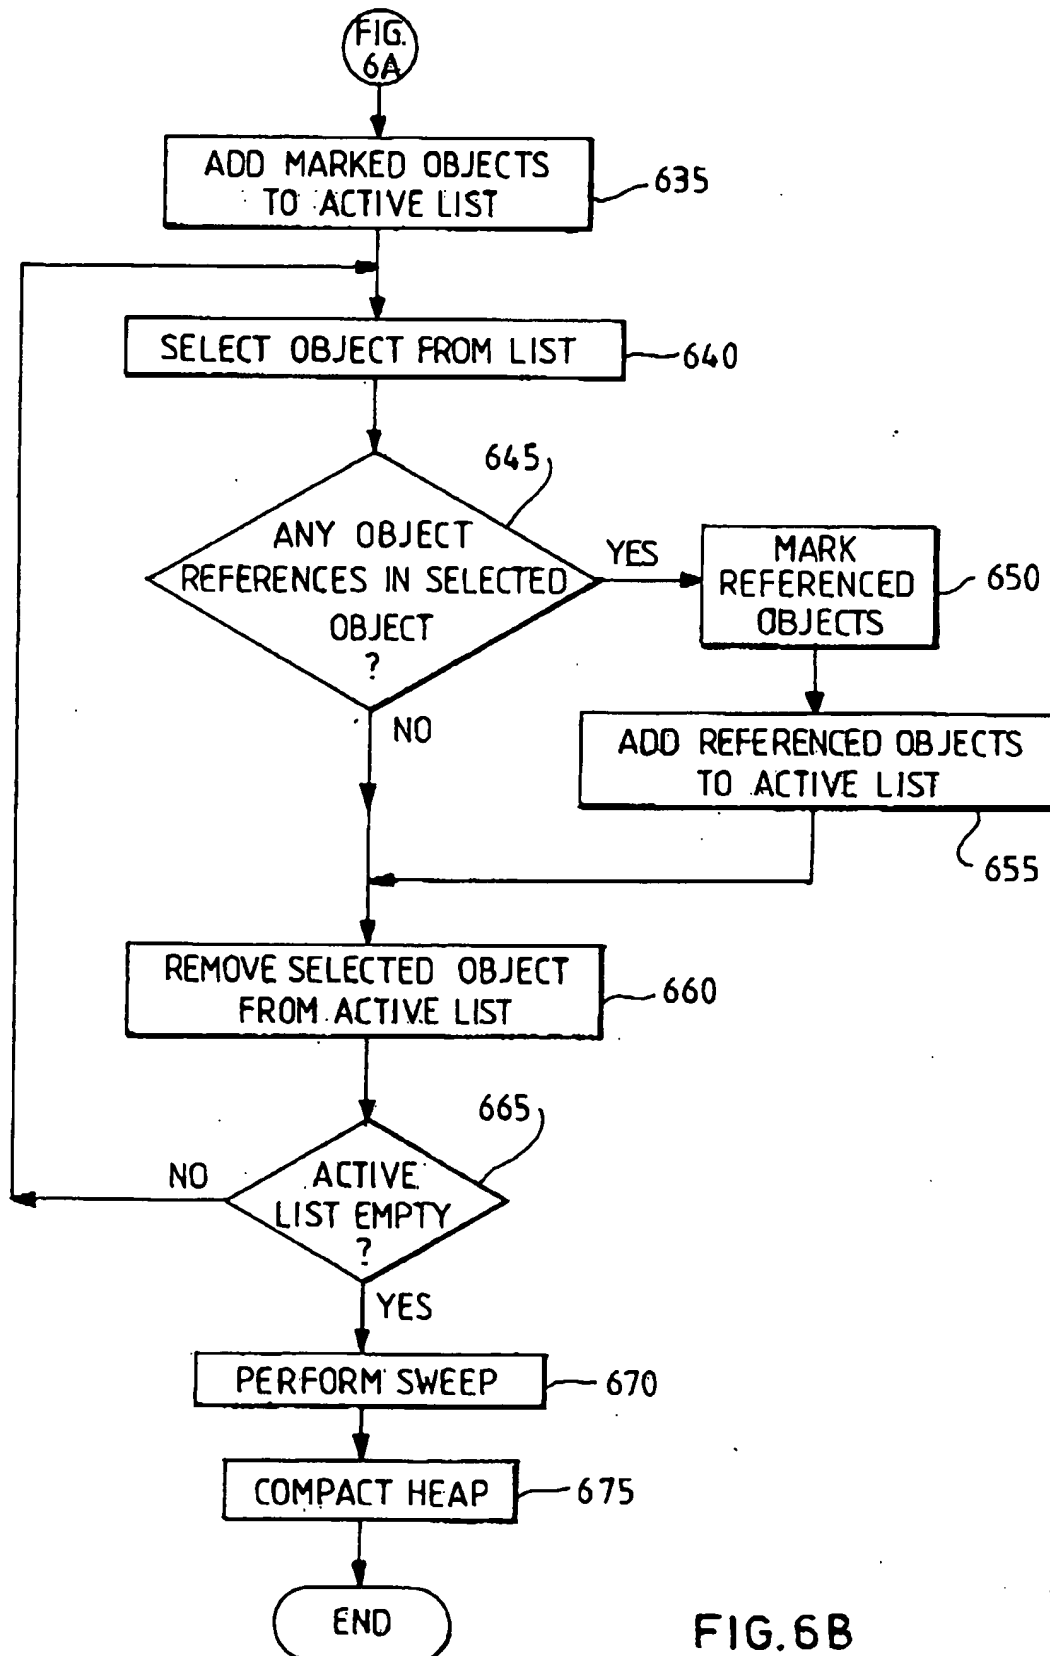 FIG.
6A
ADD MARKED OBJECTS
TO ACTIVE LIST
635
SELECT OBJECT FROM LIST
640
645
ANY OBJECT
REFERENCES IN SELECTED
OBJECT
?
YES
NO
MARK
REFERENCED
OBJECTS
650
ADD REFERENCED OBJECTS
TO ACTIVE LIST
655
REMOVE SELECTED OBJECT
FROM ACTIVE LIST
660
665
ACTIVE
LIST EMPTY
?
NO
YES
PERFORM SWEEP
670
COMPACT HEAP
675
END
FIG.6B